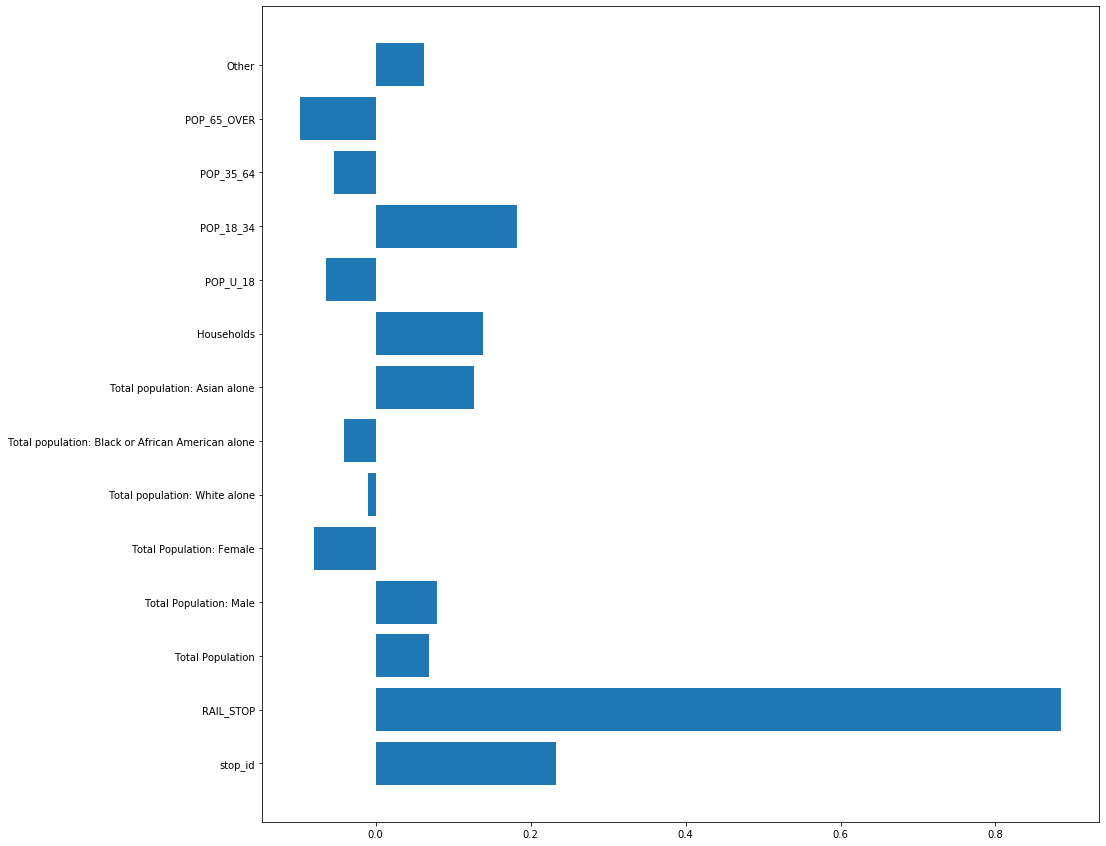 Other
POP_65_OVER
POP_35_64
POP_18_34
POP_U_18
Households
Total population: Asian alone
Total population: Black or African American alone
Total population: White alone
Total Population: Female
Total Population: Male
Total Population
RAIL_STOP
stop_id
0.0 0.2 0.4 0.6 0.8